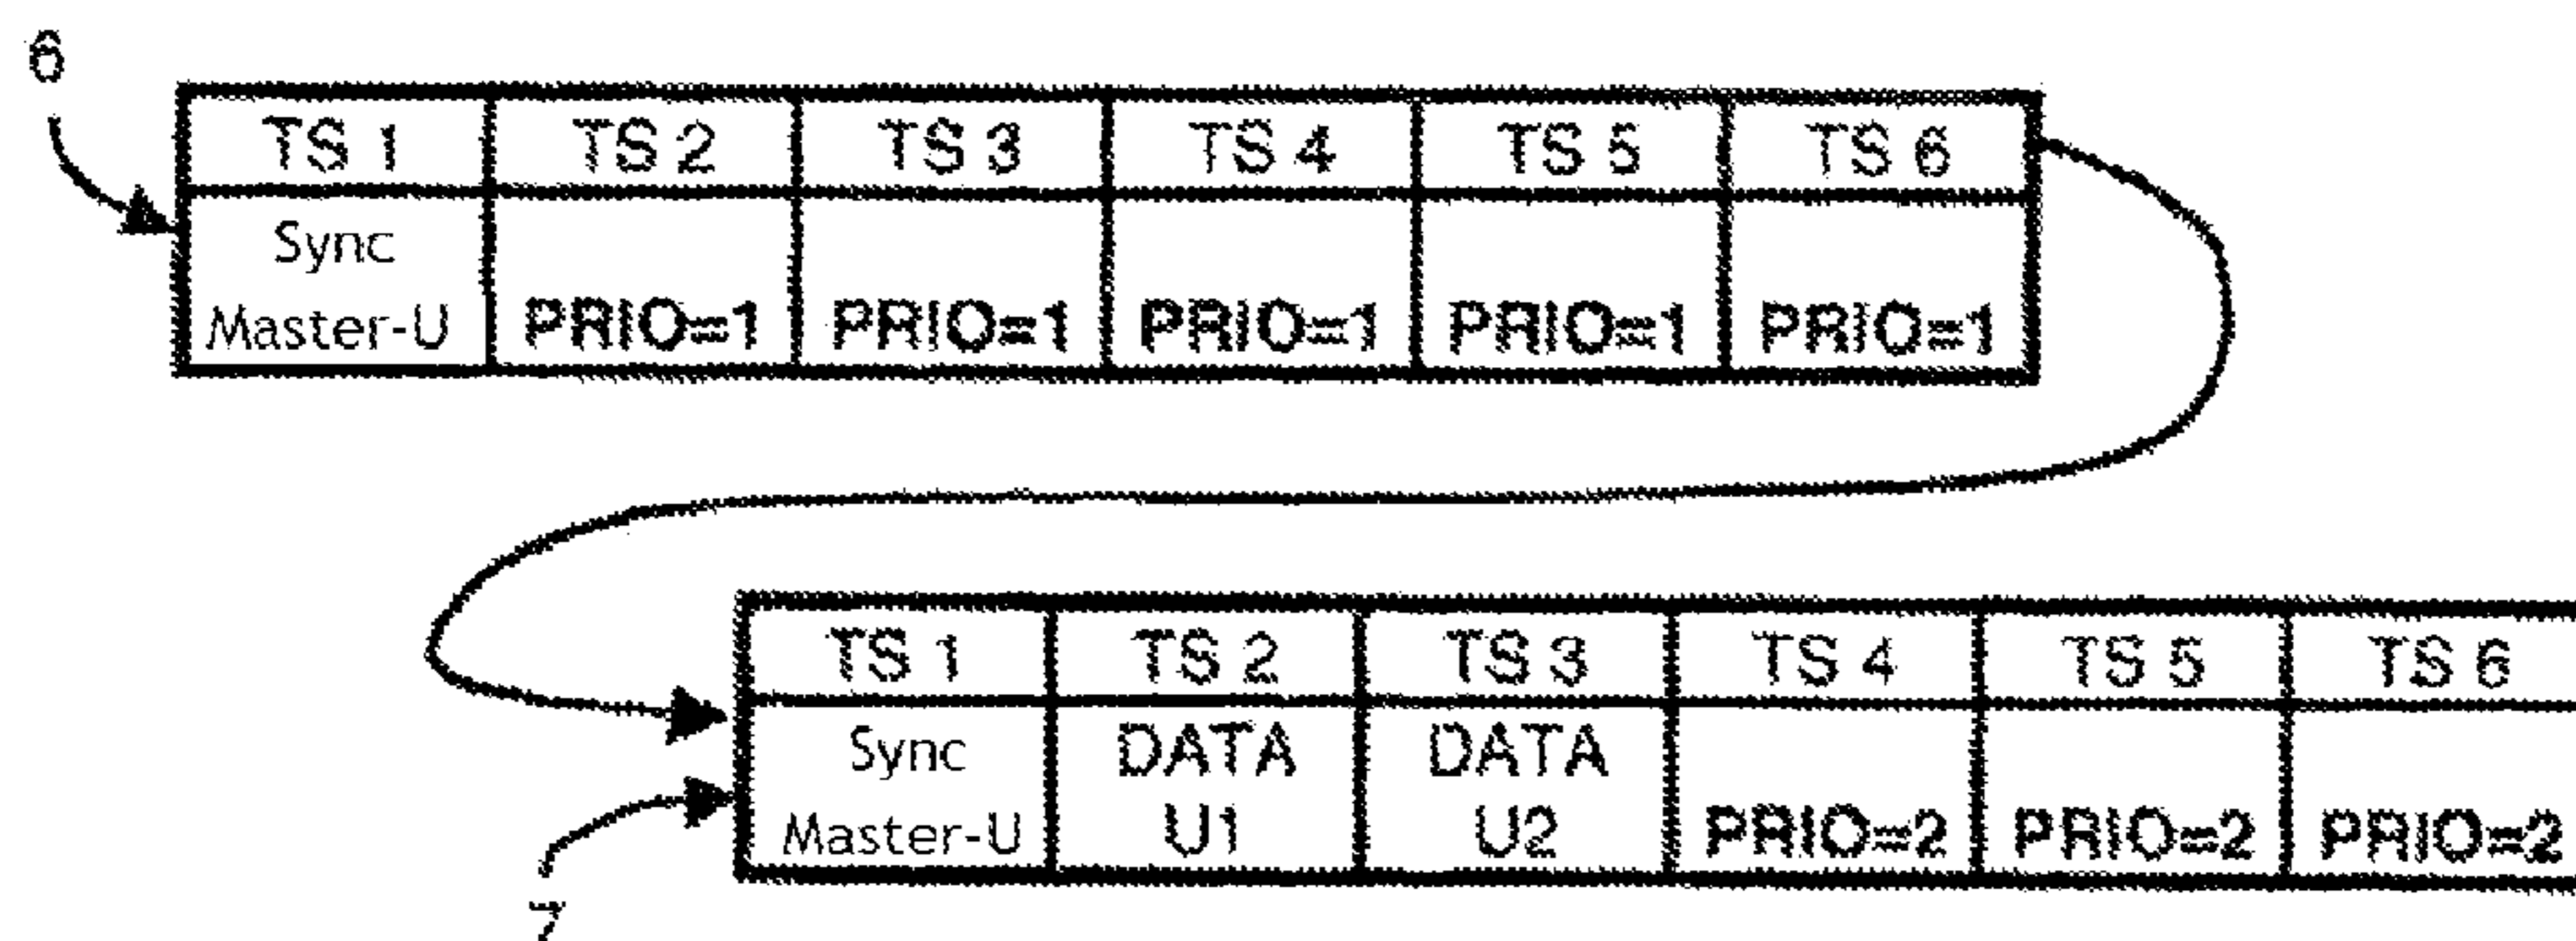 6
TS 1 TS 2 TS 3 TS 4 TS 5 TS 6
Sync
Master-U PRIO=1 PRIO=1 PRIO=1 PRIO=1 PRIO=1
TS 1 TS 2 TS 3 TS 4 TS 5 TS 6
Sync DATA DATA
Master-U U1 U2 PRIO=2 PRIO=2 PRIO=2
7